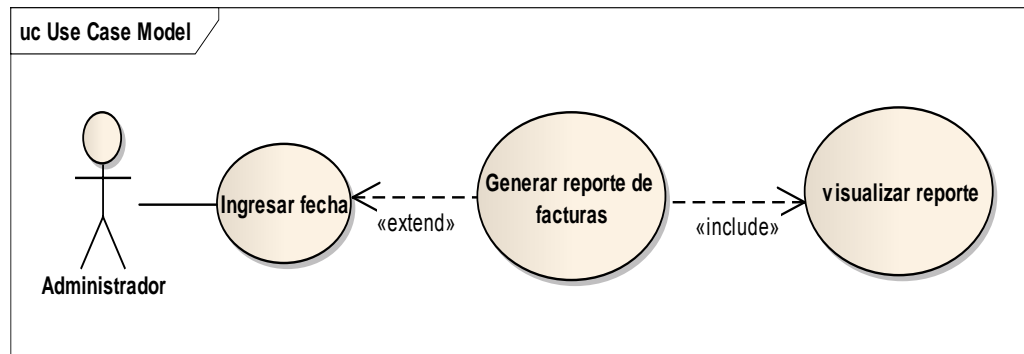 uc Use Case Model
Ingresar fecha
«extend»
Generar reporte de
facturas
«include»
visualizar reporte
Administrador